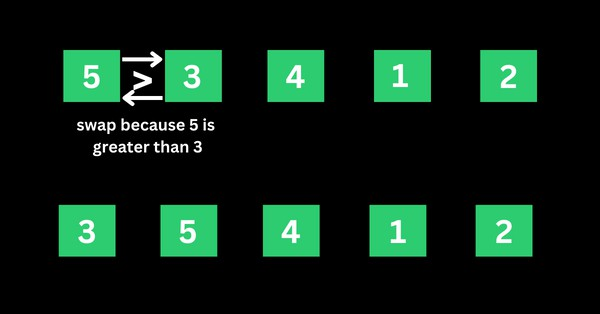 5 > 3 4 1 2
swap because 5 is
greater than 3
3 5 4 1 2